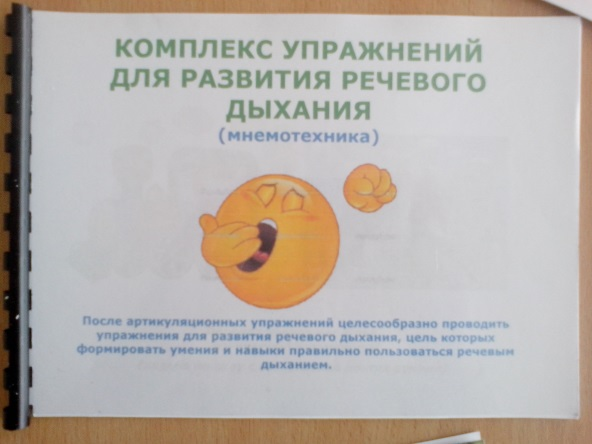 КОМПЛЕКС УПРАЖНЕНИЙ
ДЛЯ РАЗВИТИЯ РЕЧЕВОГО
ДЫХАНИЯ
(мнемотехника)
После артикуляционных упражнений целесообразно проводить
упражнения для развития речевого дыхания, цель которых
формировать умения и навыки правильно пользоваться речевым
дыханием.